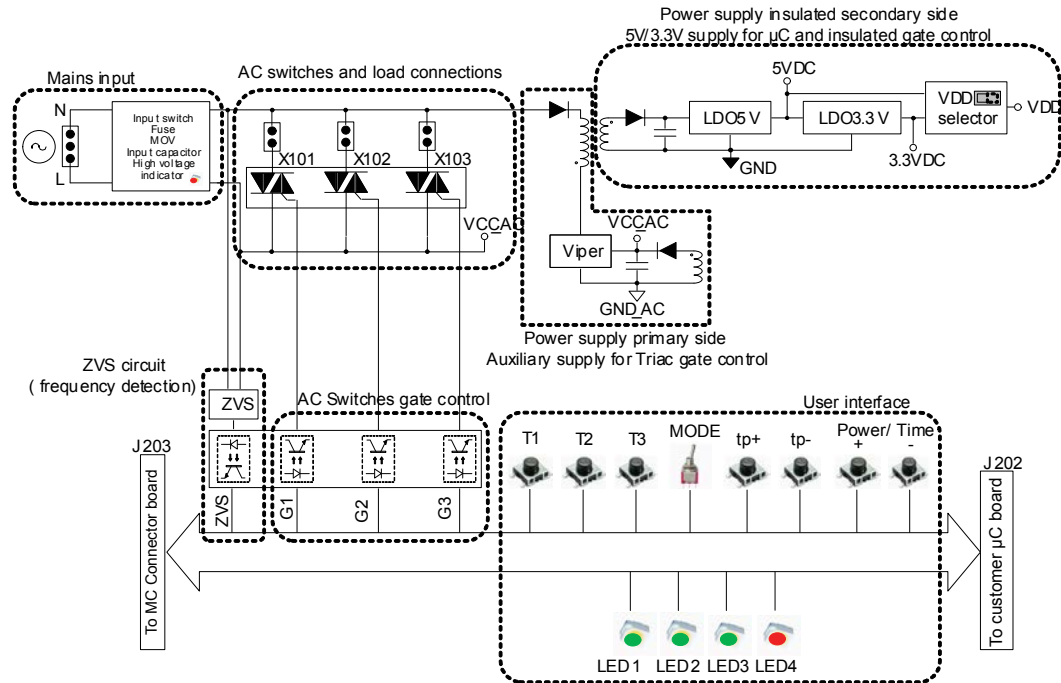 Power supply insulated secondary side
5V/3.3V supply for µC and insulated gate control
Mains input
AC switches and load connections
N
L
Input switch
Fuse
MOV
Input capacitor
High voltage
indicator
X101
X102
X103
VCCAC
5VDC
LDO5 V
LDO3.3 V
VDD
selector
VDD
GND
3.3VDC
Viper
VCCAC
GND_AC
Power supply primary side
Auxiliary supply for Triac gate control
ZVS circuit
( frequency detection)
ZVS
AC Switches gate control
User interface
T1
T2
T3
MODE
tp+
tp-
Power/ Time
+
-
J203
To MC Connector board
ZVS
G1
G2
G3
J202
To customer µC board
LED1
LED2
LED3
LED4